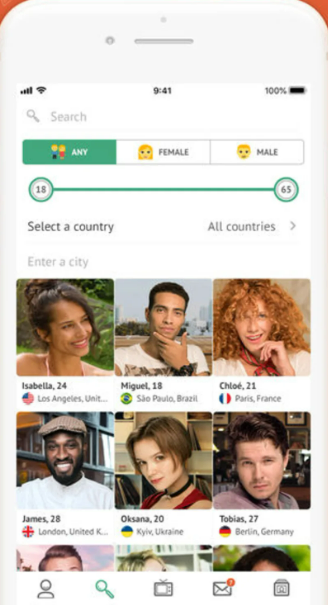 9:41
100%
Search
ANY
FEMALE
MALE
18
65
Select a country
All countries
Enter a city
Isabella, 24
Miguel, 18
Chloé, 21
Los Angeles, Unit...
São Paulo, Brazil
Paris, France
James, 28
Oksana, 20
Tobias, 27
London, United K...
Kyiv, Ukraine
Berlin, Germany